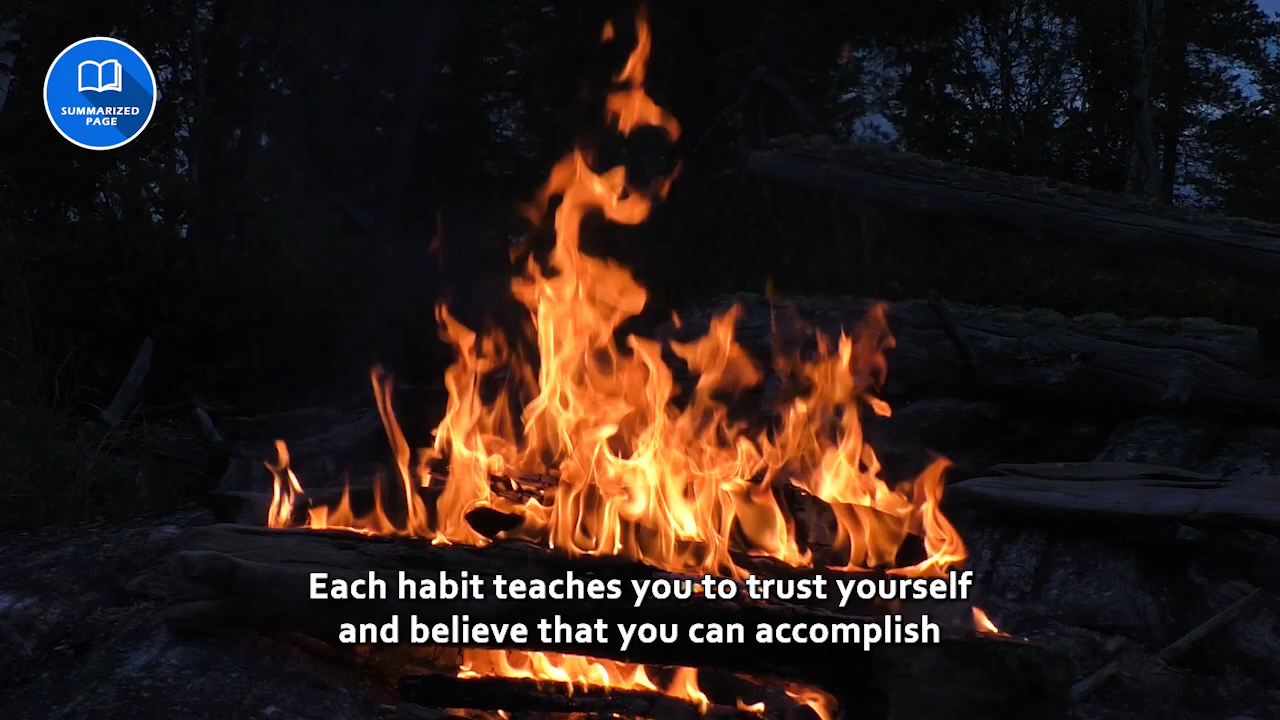 SUMMARIZED
PAGE
Each habit teaches you to trust yourself
and believe that you can accomplish